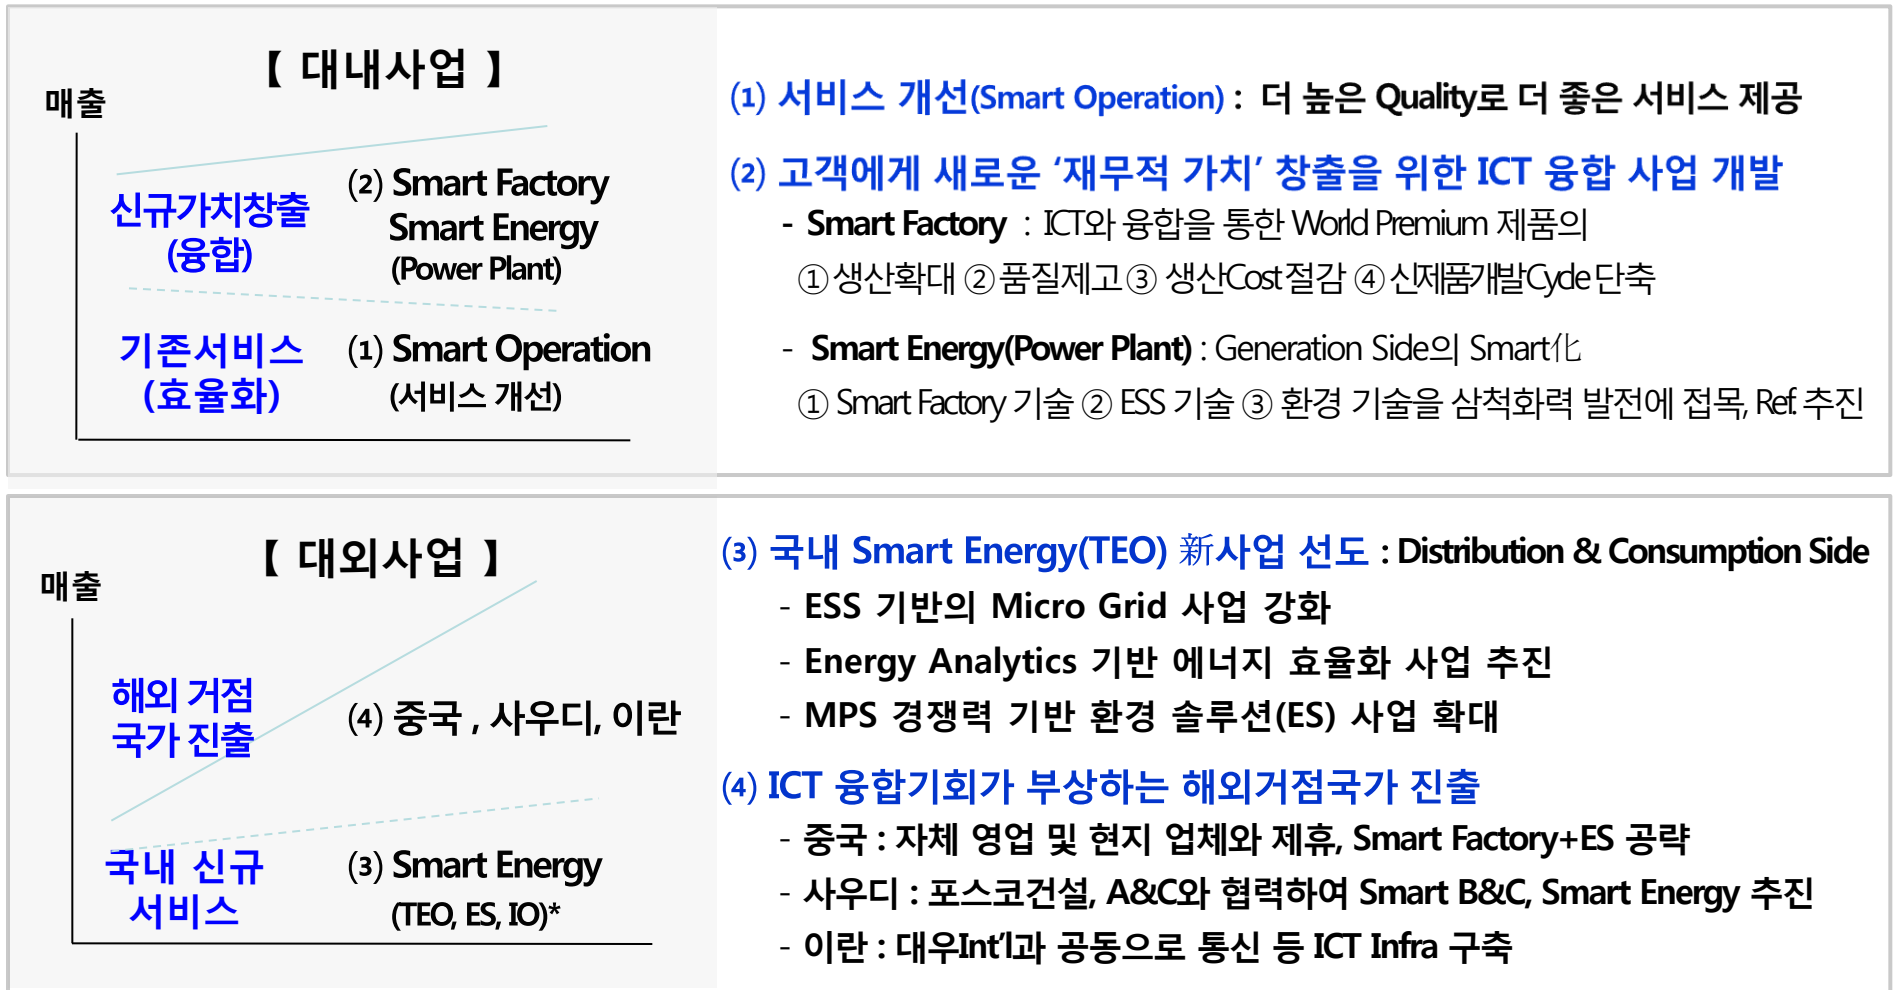 【 대내사업 】
매출
신규가치창출
(융합)
(2) Smart Factory
Smart Energy
(Power Plant)
기존서비스
(효율화)
(1) Smart Operation
(서비스 개선)
(1) 서비스 개선(Smart Operation) : 더 높은 Quality로 더 좋은 서비스 제공
(2) 고객에게 새로운 ‘재무적 가치’ 창출을 위한 ICT 융합 사업 개발
- Smart Factory : ICT와 융합을 통한 World Premium 제품의
① 생산확대 ② 품질제고 ③ 생산Cost절감 ④ 신제품개발Cycle 단축
- Smart Energy(Power Plant) : Generation Side의 Smart化
① Smart Factory 기술 ② ESS 기술 ③ 환경 기술을 삼척화력 발전에 접목, Ref. 추진
【 대외사업 】
매출
해외 거점
국가 진출
(4) 중국 , 사우디, 이란
국내 신규
서비스
(3) Smart Energy
(TEO, ES, IO)*
(3) 국내 Smart Energy(TEO) 新사업 선도 : Distribution & Consumption Side
- ESS 기반의 Micro Grid 사업 강화
- Energy Analytics 기반 에너지 효율화 사업 추진
- MPS 경쟁력 기반 환경 솔루션(ES) 사업 확대
(4) ICT 융합기회가 부상하는 해외거점국가 진출
- 중국 : 자체 영업 및 현지 업체와 제휴, Smart Factory+ES 공략
- 사우디 : 포스코건설, A&C와 협력하여 Smart B&C, Smart Energy 추진
- 이란 : 대우Int’l과 공동으로 통신 등 ICT Infra 구축